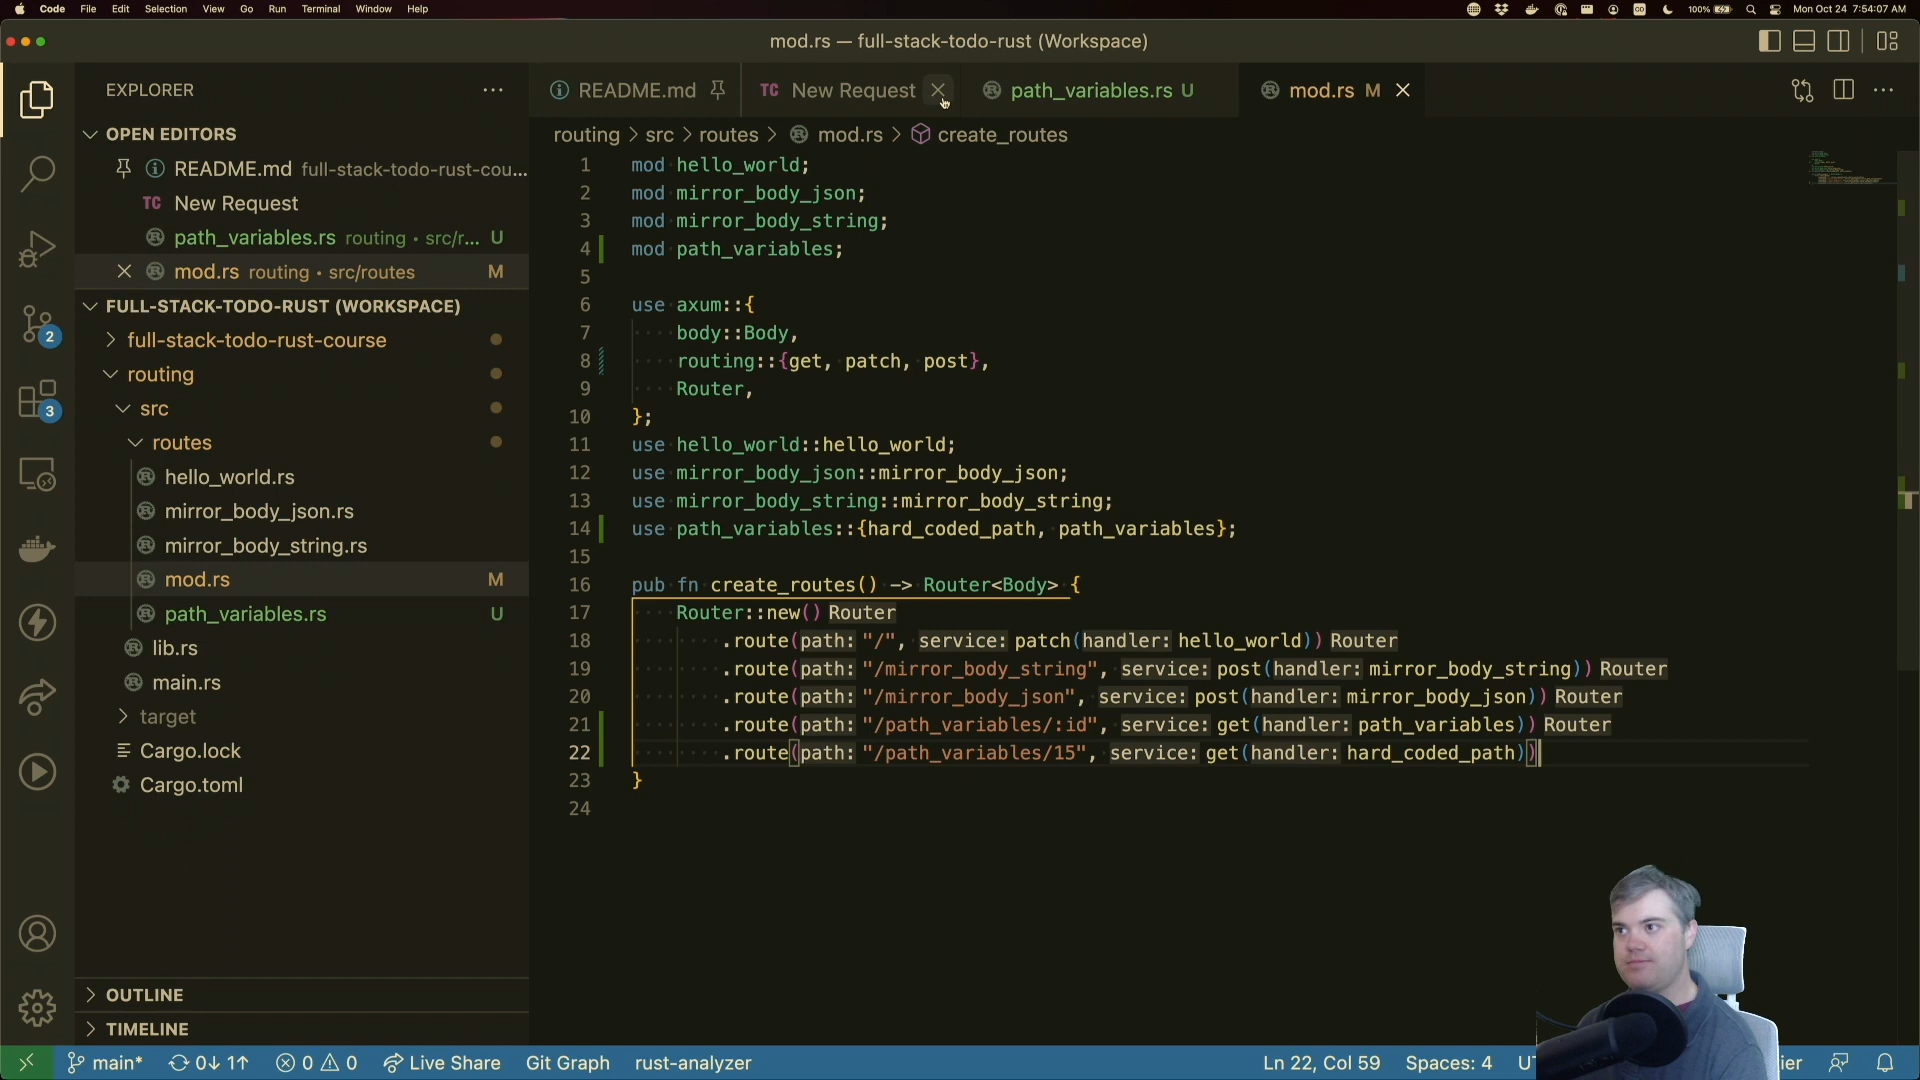 Code File Edit Selection View Go Run Terminal Window Help 100% Mon Oct 24 7:54:07 AM
mod.rs — full-stack-todo-rust (Workspace)
EXPLORER
OPEN EDITORS
README.md full-stack-todo-rust-cou...
TC New Request
path_variables.rs routing • src/r... U
mod.rs routing • src/routes M
FULL-STACK-TODO-RUST (WORKSPACE)
full-stack-todo-rust-course
routing
src
routes
hello_world.rs
mirror_body_json.rs
mirror_body_string.rs
mod.rs M
path_variables.rs U
lib.rs
main.rs
target
Cargo.lock
Cargo.toml
OUTLINE
TIMELINE
2
3
README.md TC New Request path_variables.rs U mod.rs M
routing > src > routes > mod.rs > create_routes
1 mod hello_world;
2 mod mirror_body_json;
3 mod mirror_body_string;
4 mod path_variables;
5
6 use axum::{
7 body::Body,
8 routing::{get, patch, post},
9 Router,
10 };
11 use hello_world::hello_world;
12 use mirror_body_json::mirror_body_json;
13 use mirror_body_string::mirror_body_string;
14 use path_variables::{hard_coded_path, path_variables};
15
16 pub fn create_routes() -> Router<Body> {
17 Router::new() Router
18 .route(path: "/", service: patch(handler: hello_world)) Router
19 .route(path: "/mirror_body_string", service: post(handler: mirror_body_string)) Router
20 .route(path: "/mirror_body_json", service: post(handler: mirror_body_json)) Router
21 .route(path: "/path_variables/:id", service: get(handler: path_variables)) Router
22 .route(path: "/path_variables/15", service: get(handler: hard_coded_path))
23 }
24
main* 0↓ 1↑ 0 0 Live Share Git Graph rust-analyzer Ln 22, Col 59 Spaces: 4